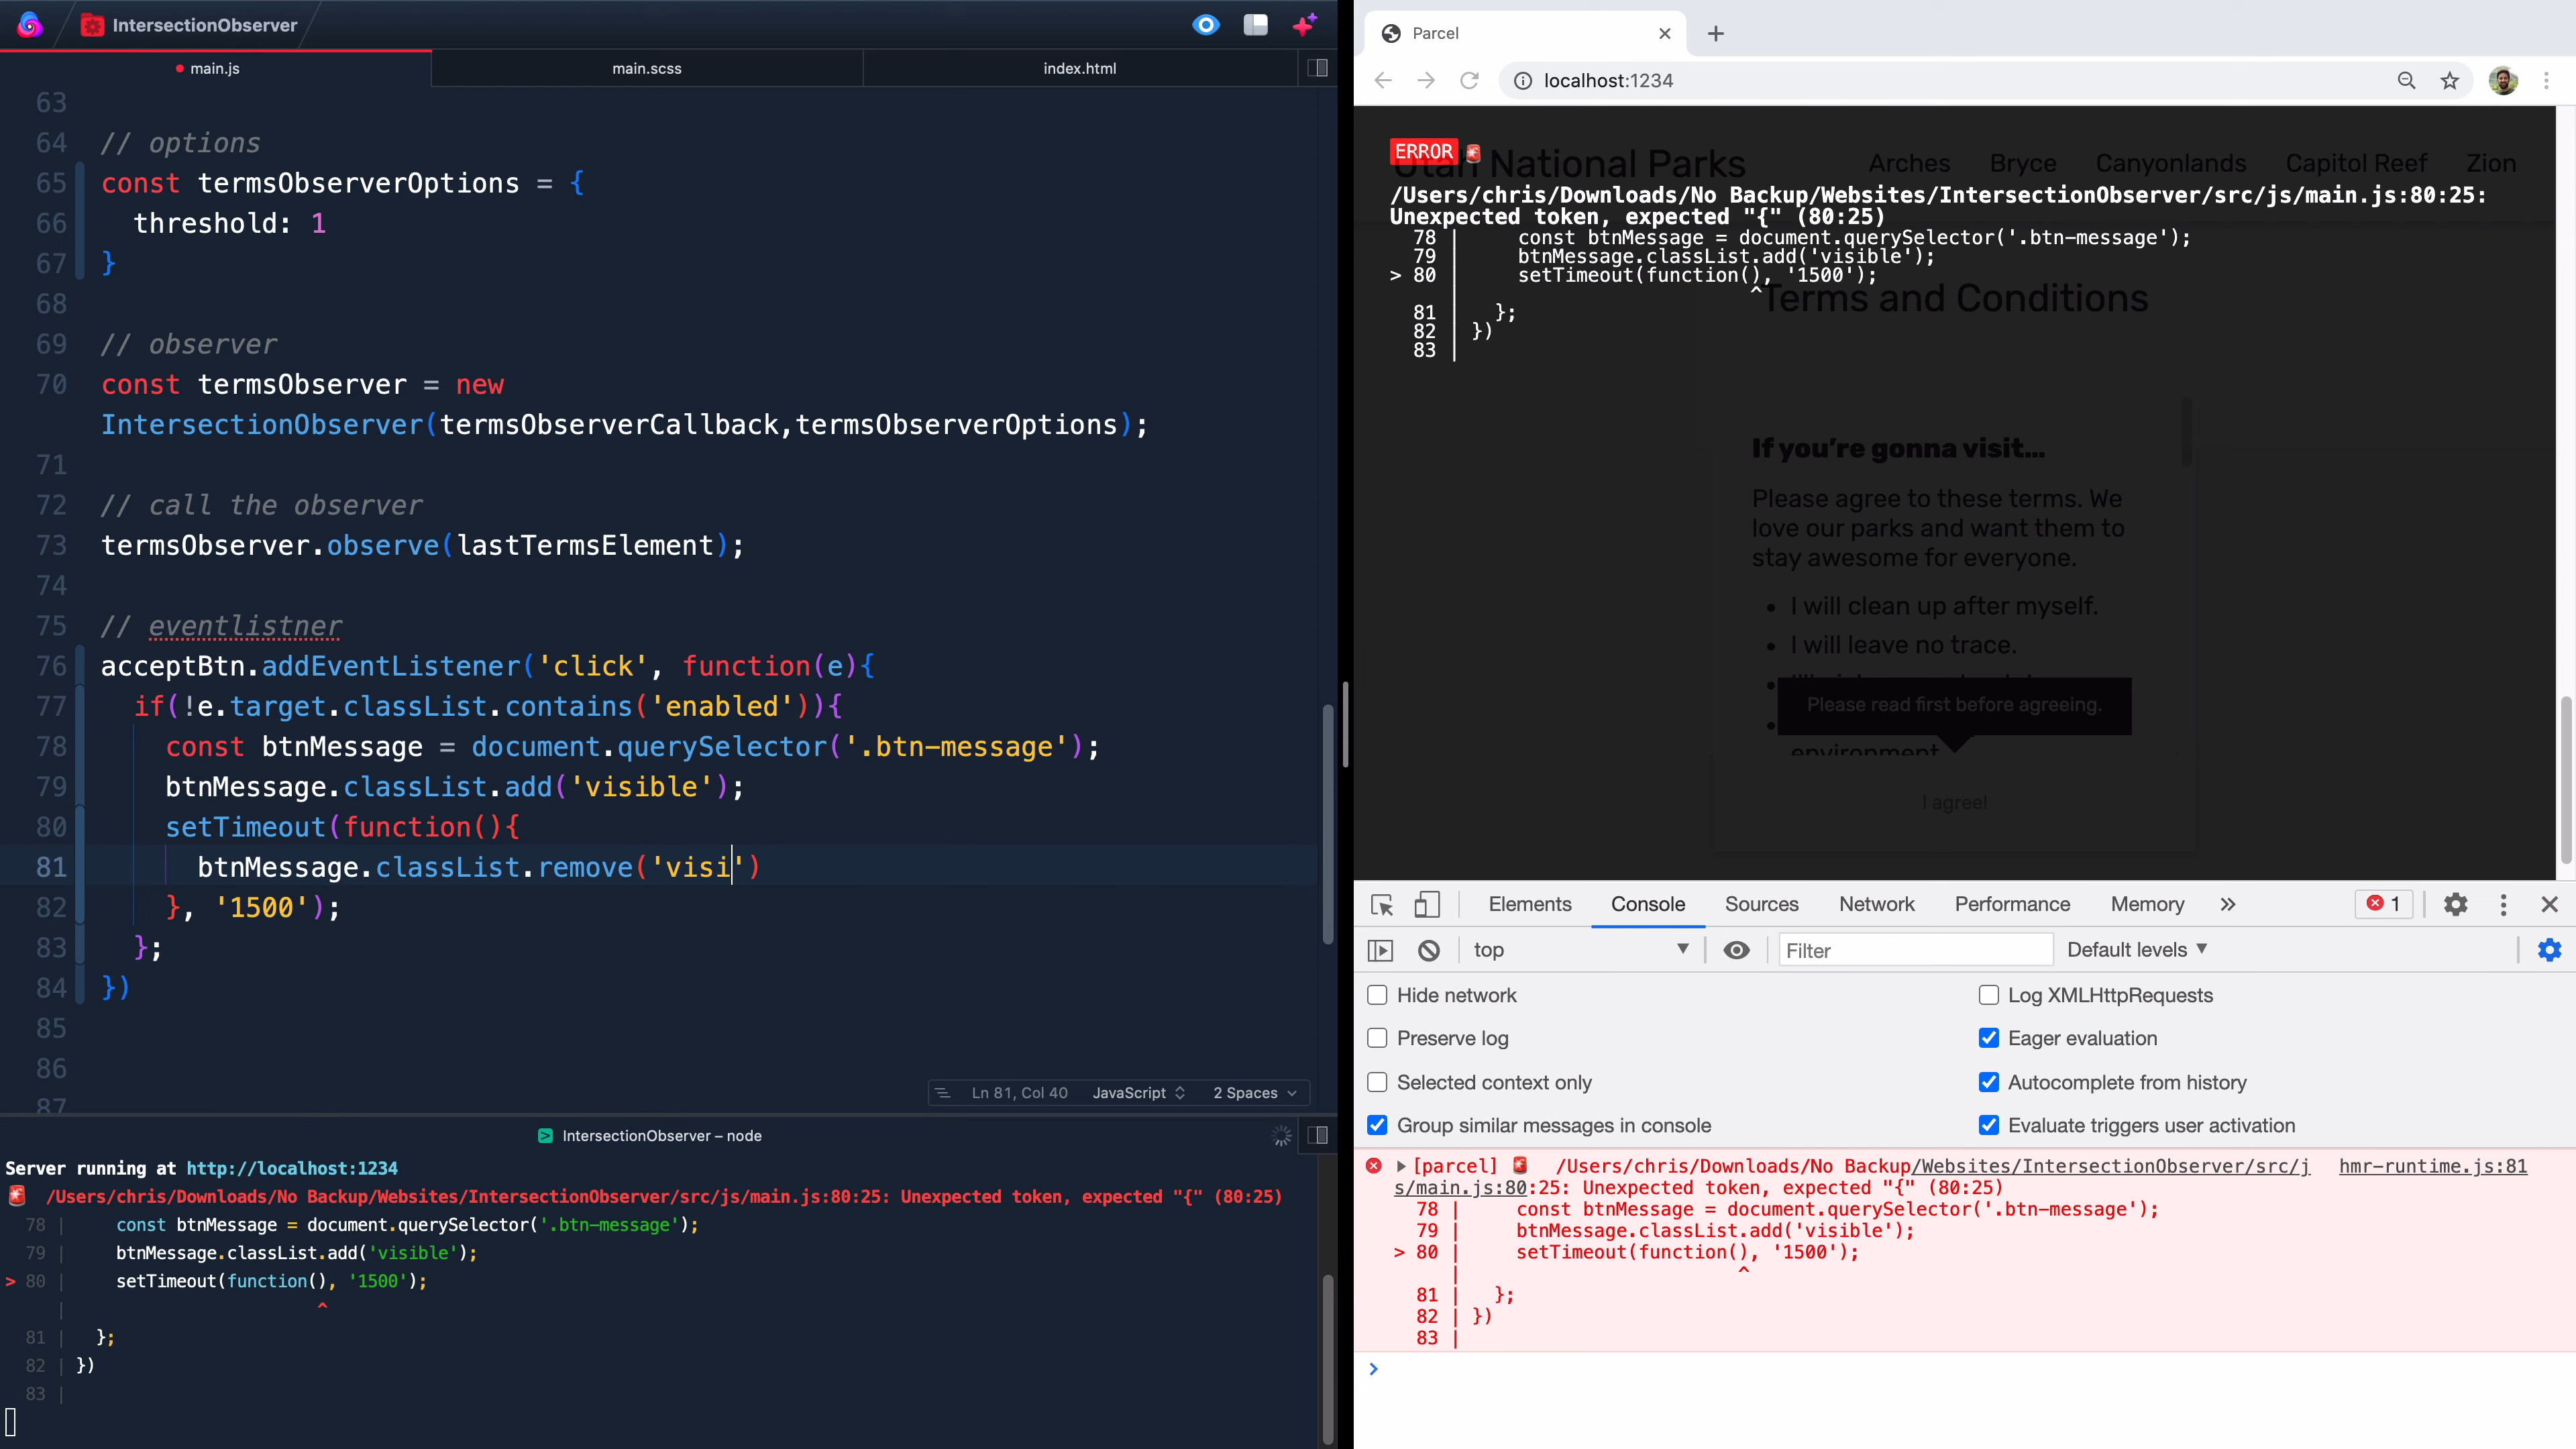 IntersectionObserver
main.js
main.scss
index.html
63
64 // options
65 const termsObserverOptions = {
66 threshold: 1
67 }
68
69 // observer
70 const termsObserver = new
IntersectionObserver(termsObserverCallback,termsObserverOptions);
71
72 // call the observer
73 termsObserver.observe(lastTermsElement);
74
75 // eventlistner
76 acceptBtn.addEventListener('click', function(e){
77 if(!e.target.classList.contains('enabled')){
78 const btnMessage = document.querySelector('.btn-message');
79 btnMessage.classList.add('visible');
80 setTimeout(function(){
81 btnMessage.classList.remove('visi')
82 }, '1500');
83 };
84 })
85
86
87
Ln 81, Col 40 JavaScript 2 Spaces
IntersectionObserver – node
Server running at http://localhost:1234
🚨 /Users/chris/Downloads/No Backup/Websites/IntersectionObserver/src/js/main.js:80:25: Unexpected token, expected "{" (80:25)
78 | const btnMessage = document.querySelector('.btn-message');
79 | btnMessage.classList.add('visible');
> 80 | setTimeout(function(), '1500');
| ^
81 | };
82 | })
83 |
Parcel
localhost:1234
Utah National Parks
Arches Bryce Canyonlands Capitol Reef Zion
ERROR 🚨
/Users/chris/Downloads/No Backup/Websites/IntersectionObserver/src/js/main.js:80:25:
Unexpected token, expected "{" (80:25)
78 | const btnMessage = document.querySelector('.btn-message');
79 | btnMessage.classList.add('visible');
> 80 | setTimeout(function(), '1500');
| ^
81 | };
82 | })
83 |
Terms and Conditions
If you’re gonna visit...
Please agree to these terms. We
love our parks and want them to
stay awesome for everyone.
• I will clean up after myself.
• I will leave no trace.
Please read first before agreeing.
environment
I agree!
Elements Console Sources Network Performance Memory » 1
top Filter Default levels
Hide network
Log XMLHttpRequests
Preserve log
Eager evaluation
Selected context only
Autocomplete from history
Group similar messages in console
Evaluate triggers user activation
[parcel] 🚨 /Users/chris/Downloads/No Backup/Websites/IntersectionObserver/src/j hmr-runtime.js:81
s/main.js:80:25: Unexpected token, expected "{" (80:25)
78 | const btnMessage = document.querySelector('.btn-message');
79 | btnMessage.classList.add('visible');
> 80 | setTimeout(function(), '1500');
| ^
81 | };
82 | })
83 |